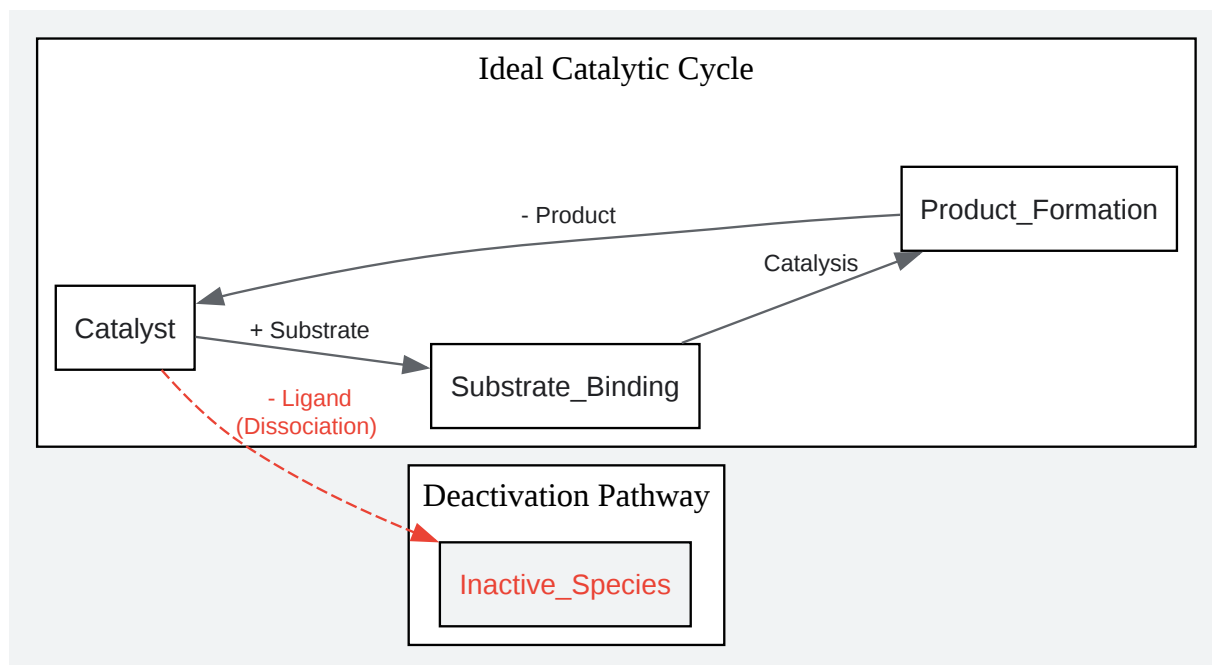 Ideal Catalytic Cycle
Product_Formation
- Product
Catalysis
Catalyst
+ Substrate
Substrate_Binding
- Ligand
(Dissociation)
Deactivation Pathway
Inactive_Species